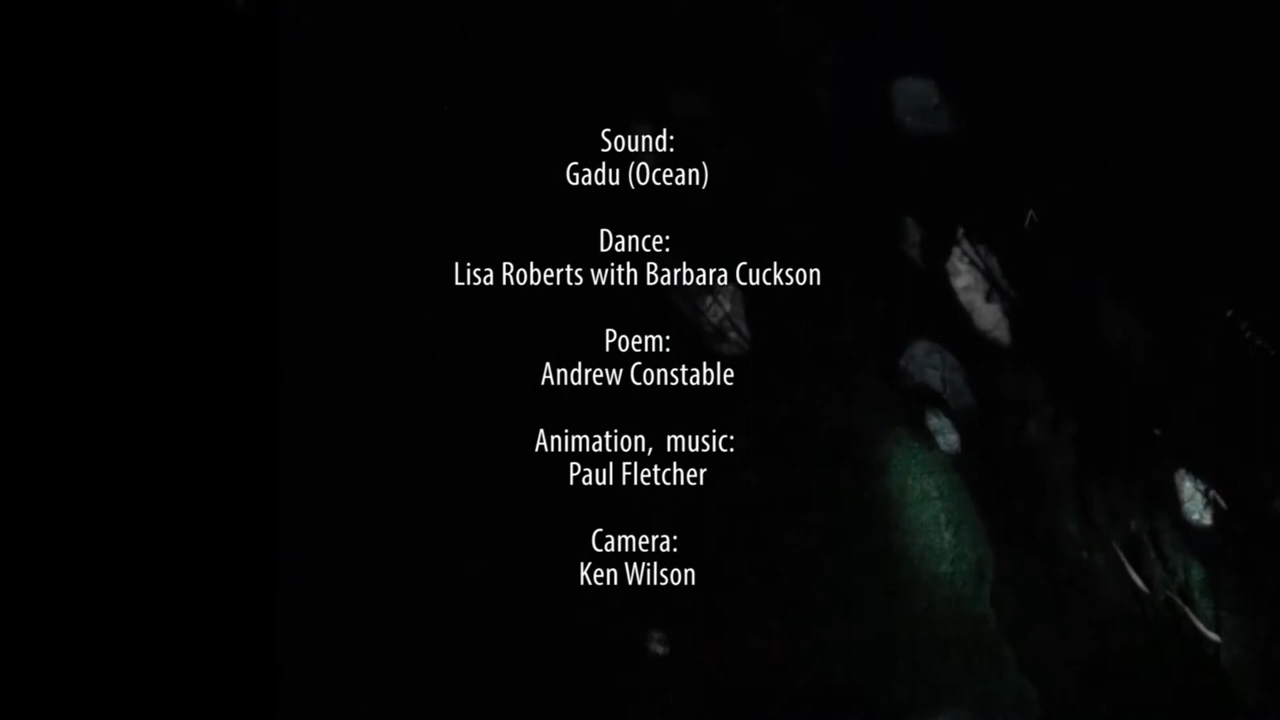 Sound:
Gadu (Ocean)
Dance:
Lisa Roberts with Barbara Cuckson
Poem:
Andrew Constable
Animation,  music:
Paul Fletcher
Camera:
Ken Wilson